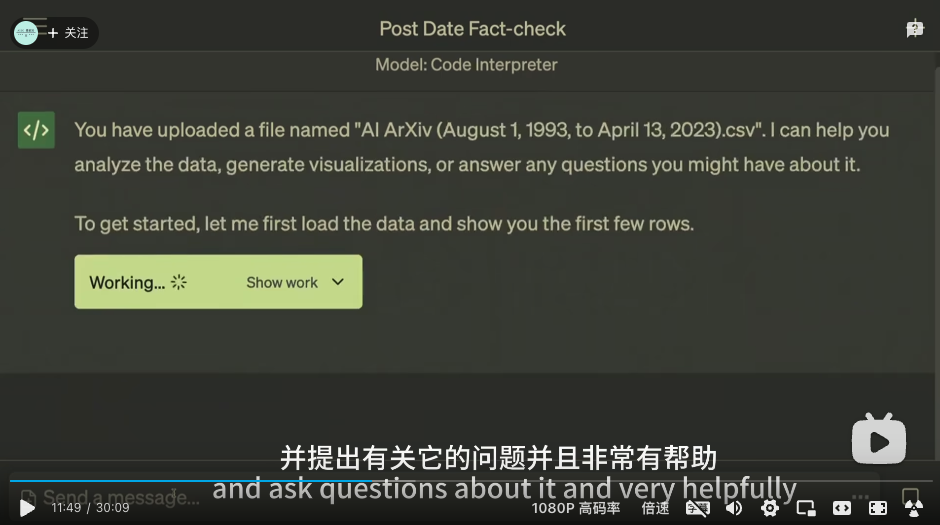 + 关注
Post Date Fact-check
Model: Code Interpreter
</>
You have uploaded a file named "AI ArXiv (August 1, 1993, to April 13, 2023).csv". I can help you
analyze the data, generate visualizations, or answer any questions you might have about it.
To get started, let me first load the data and show you the first few rows.
Working... Show work
并提出有关它的问题并且非常有帮助
and ask questions about it and very helpfully
Send a message...
11:49 / 30:09 1080P 高码率 倍速 字幕